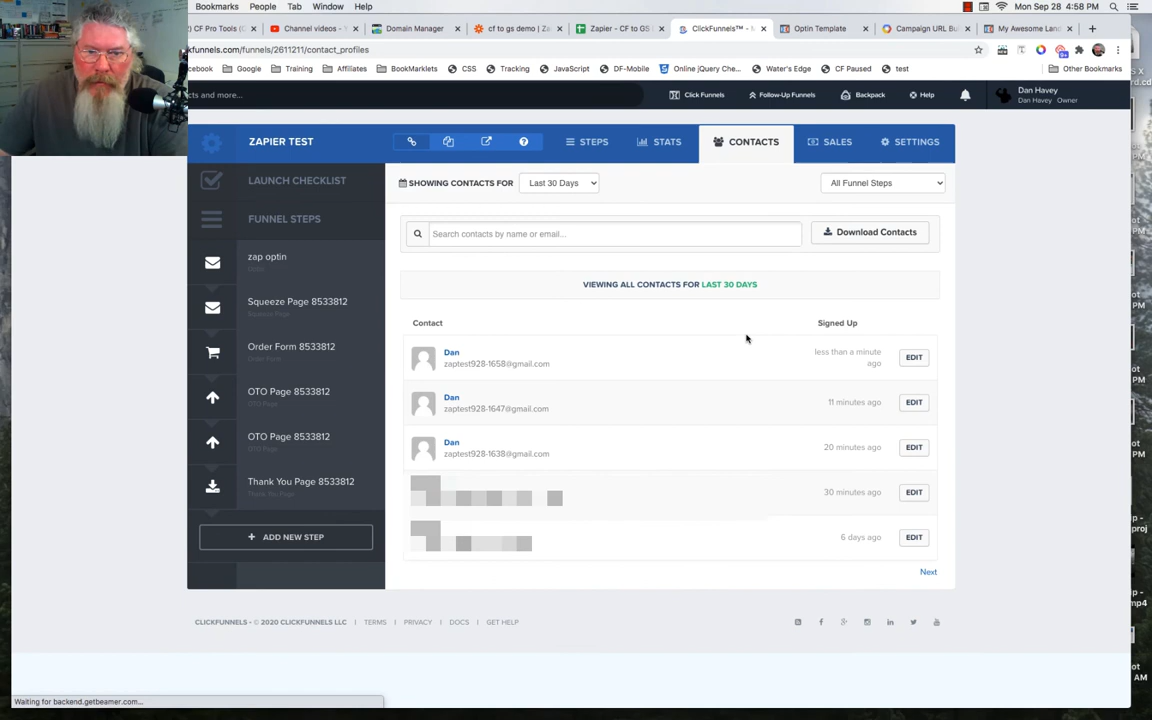 Bookmarks People Tab Window Help
Mon Sep 28 4:58 PM
CF Pro Tools (C
Channel videos -
Domain Manager
cf to gs demo | Za
Zapier - CF to GS
ClickFunnels™ - M
Optin Template
Campaign URL Bu
My Awesome Lan
kfunnels.com/funnels/2611211/contact_profiles
cebook Google Training Affiliates BookMarklets CSS Tracking JavaScript DF-Mobile Online jQuery Che... Water's Edge CF Paused test Other Bookmarks
cts and more...
Click Funnels
Follow-Up Funnels
Backpack
Help
Dan Havey
Dan Havey Owner
ZAPIER TEST
STEPS STATS CONTACTS SALES SETTINGS
LAUNCH CHECKLIST
SHOWING CONTACTS FOR Last 30 Days All Funnel Steps
FUNNEL STEPS
Search contacts by name or email...
Download Contacts
zap optin
Optin
VIEWING ALL CONTACTS FOR LAST 30 DAYS
Squeeze Page 8533812
Squeeze Page
Contact Signed Up
Order Form 8533812
Order Form
Dan
zaptest928-1658@gmail.com
less than a minute
ago
EDIT
OTO Page 8533812
OTO Page
Dan
zaptest928-1647@gmail.com
11 minutes ago
EDIT
OTO Page 8533812
OTO Page
Dan
zaptest928-1638@gmail.com
20 minutes ago
EDIT
Thank You Page 8533812
Thank You Page
30 minutes ago
EDIT
ADD NEW STEP
6 days ago
EDIT
Next
CLICKFUNNELS - © 2020 CLICKFUNNELS LLC | TERMS | PRIVACY | DOCS | GET HELP
Waiting for backend.getbeamer.com...